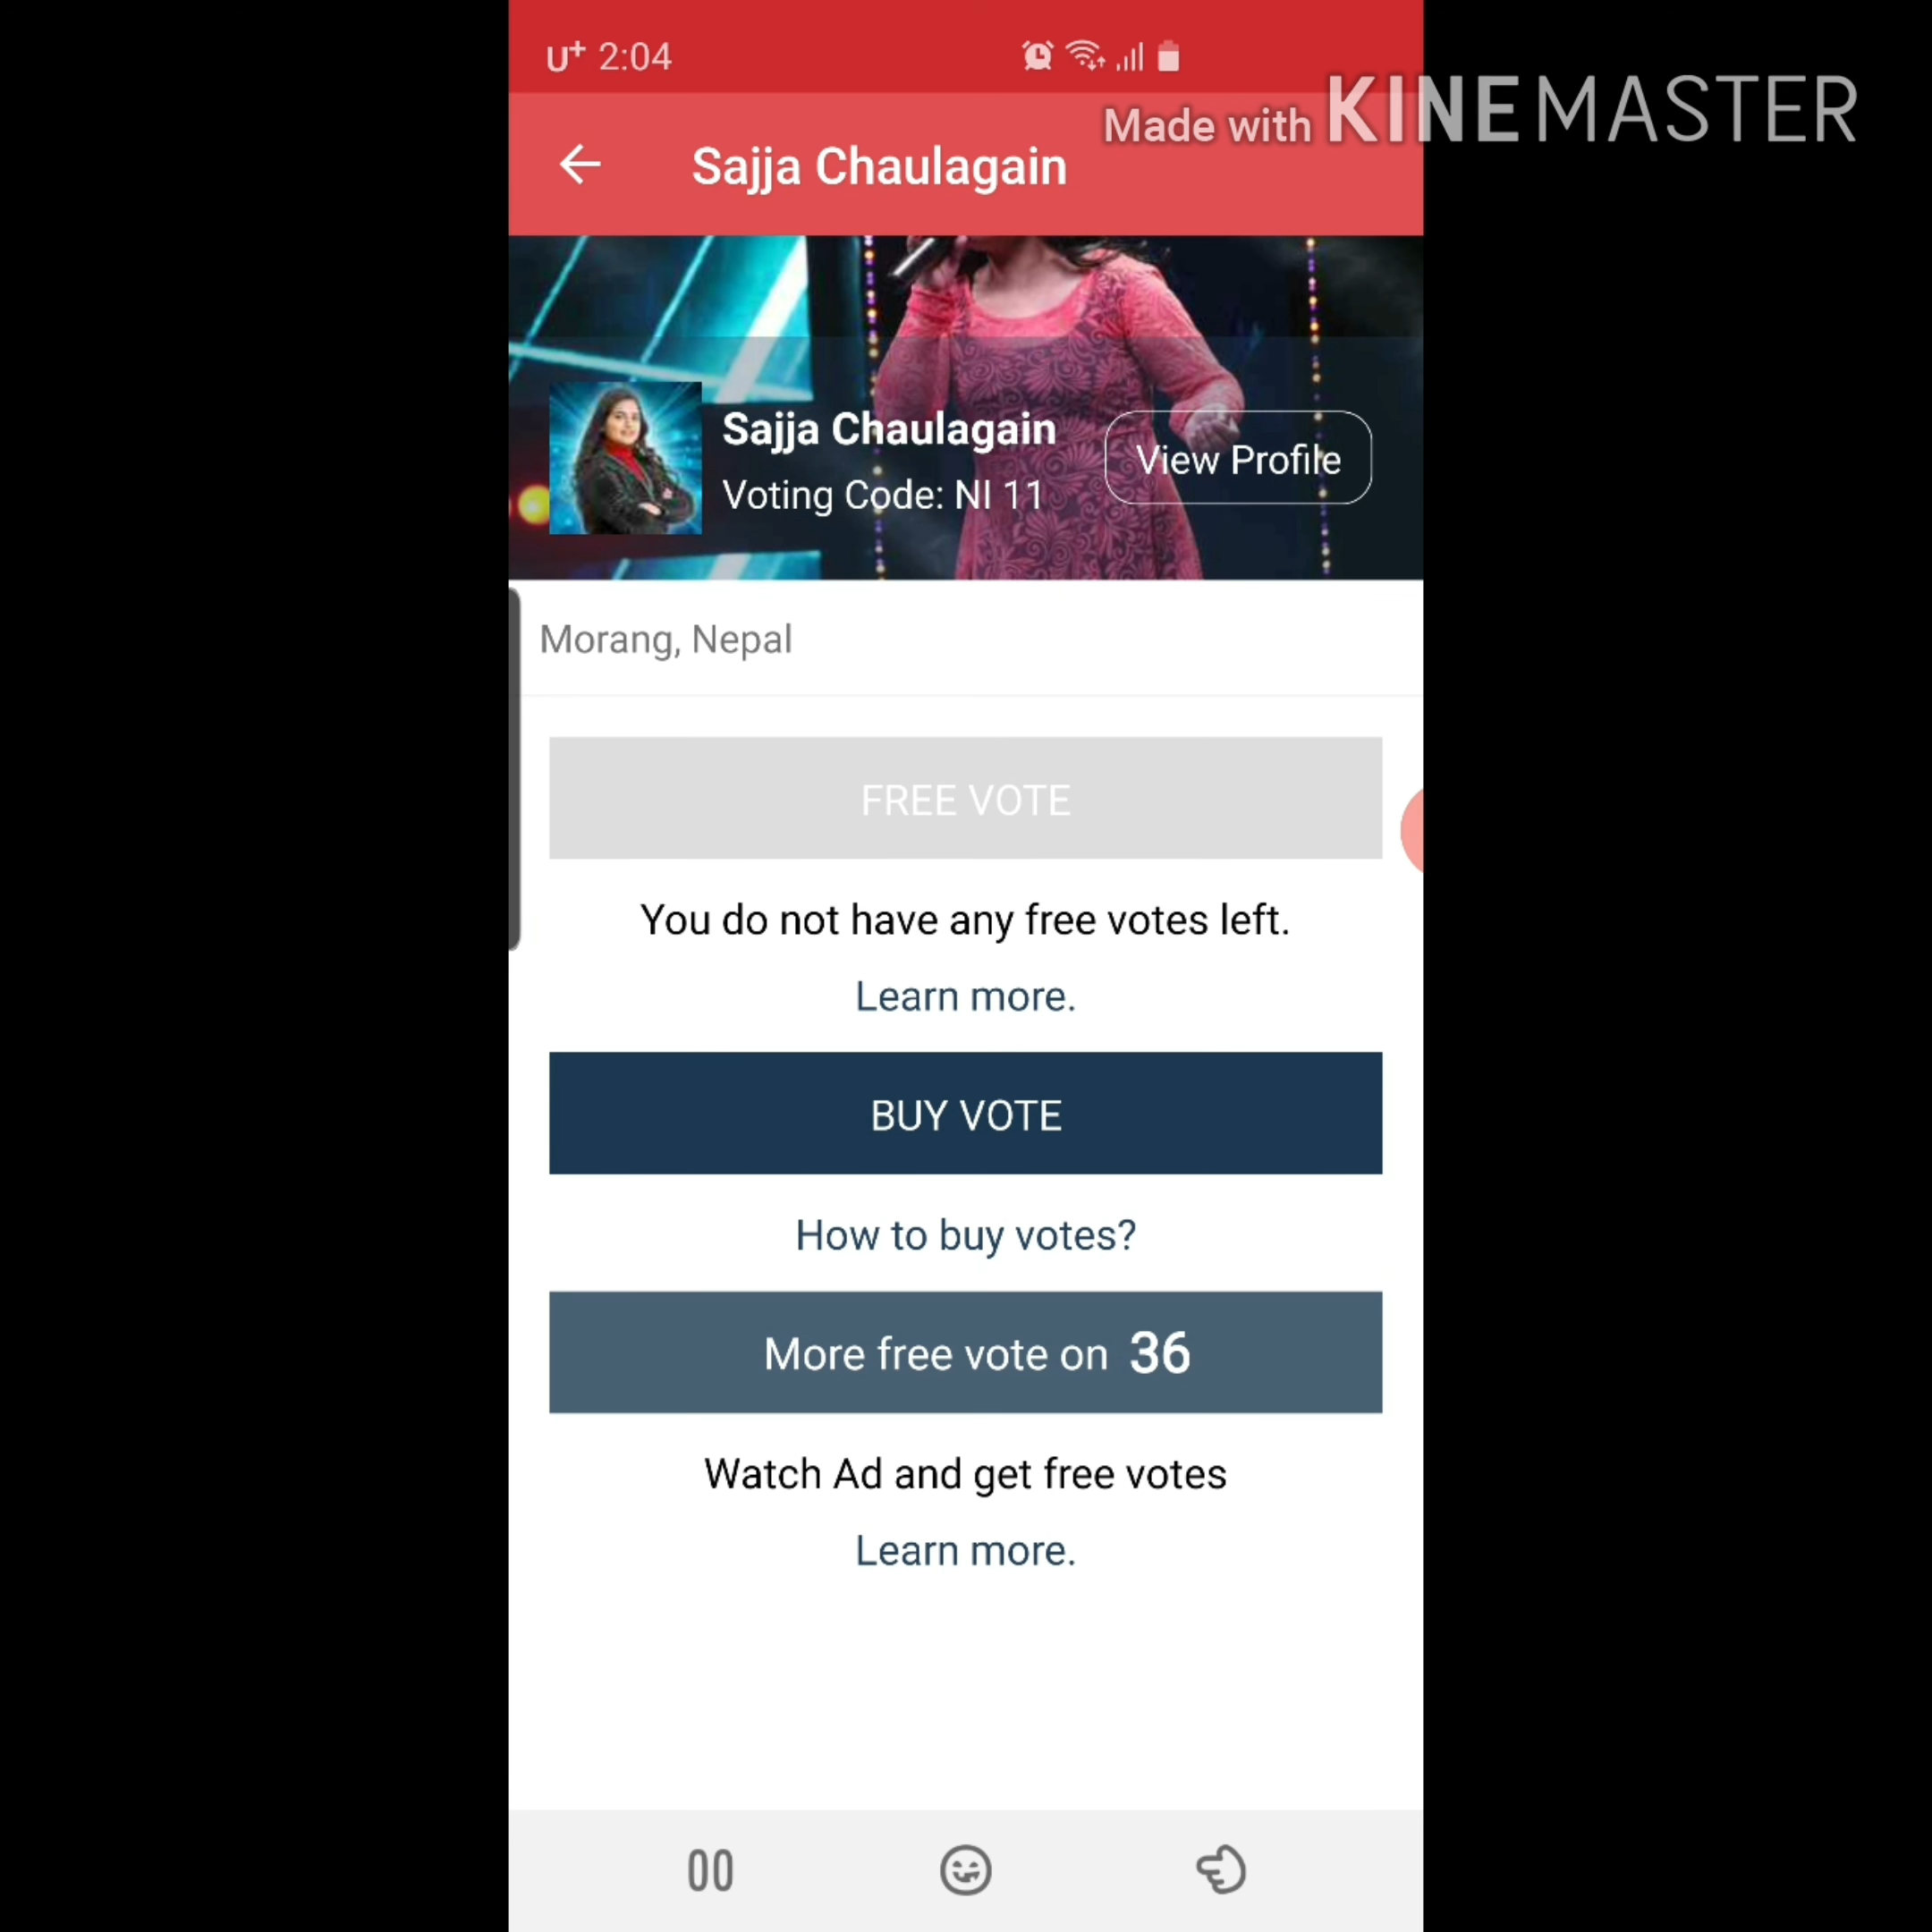 U+ 2:04
Made with KINEMASTER
Sajja Chaulagain
Sajja Chaulagain
Voting Code: NI 11
View Profile
Morang, Nepal
FREE VOTE
You do not have any free votes left.
Learn more.
BUY VOTE
How to buy votes?
More free vote on 36
Watch Ad and get free votes
Learn more.